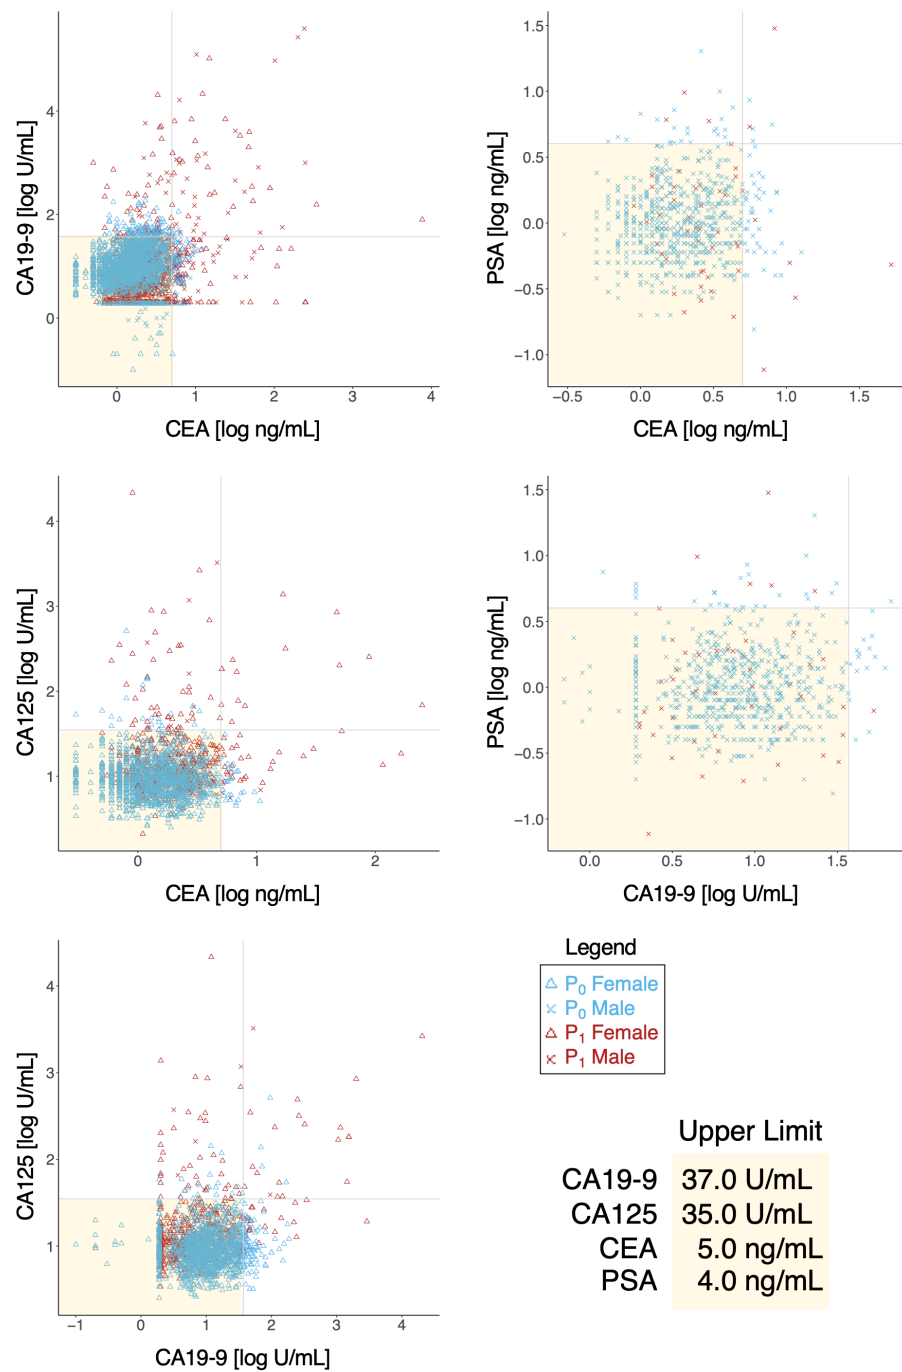 CA19-9 [log U/mL]
4
2
0
0
1
2
3
4
CEA [log ng/mL]
PSA [log ng/mL]
1.5
1.0
0.5
0.0
−0.5
−1.0
−0.5
0.0
0.5
1.0
1.5
CEA [log ng/mL]
CA125 [log U/mL]
4
3
2
1
0
1
2
CEA [log ng/mL]
PSA [log ng/mL]
1.5
1.0
0.5
0.0
−0.5
−1.0
0.0
0.5
1.0
1.5
CA19-9 [log U/mL]
CA125 [log U/mL]
4
3
2
1
−1
0
1
2
3
4
CA19-9 [log U/mL]
Legend
P0 Female
P0 Male
P1 Female
P1 Male
Upper Limit
CA19-9 37.0 U/mL
CA125 35.0 U/mL
CEA 5.0 ng/mL
PSA 4.0 ng/mL